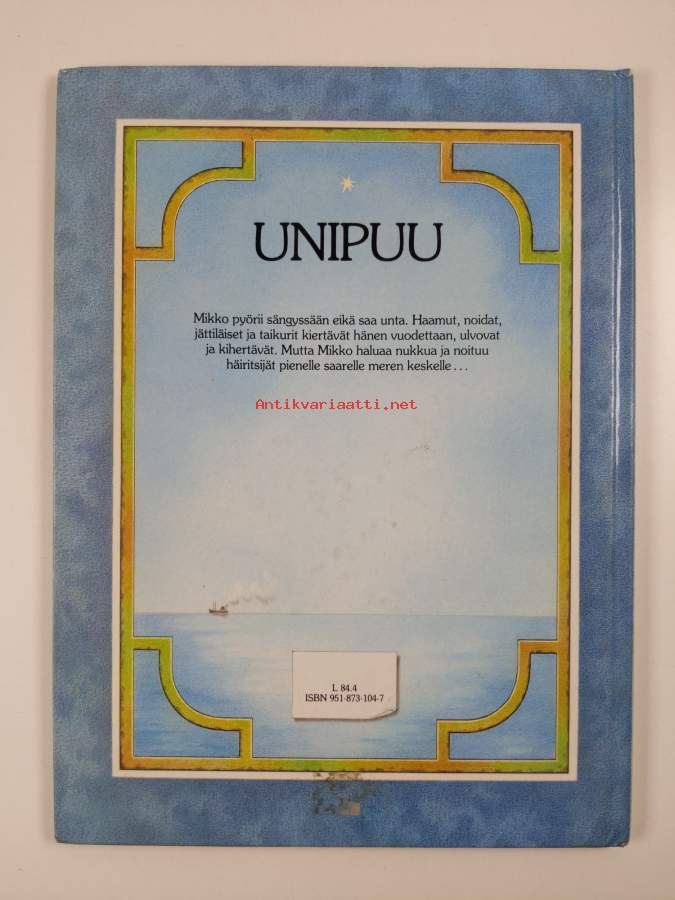 UNIPUU
Mikko pyörii sängyssään eikä saa unta. Haamut, noidat,
jättiläiset ja taikurit kiertävät hänen vuodettaan, ulvovat
ja kihertävät. Mutta Mikko haluaa nukkua ja noituu
häiritsijät pienelle saarelle meren keskelle . . .
Antikvariaatti.net
L 84.4
ISBN 951-873-104-7